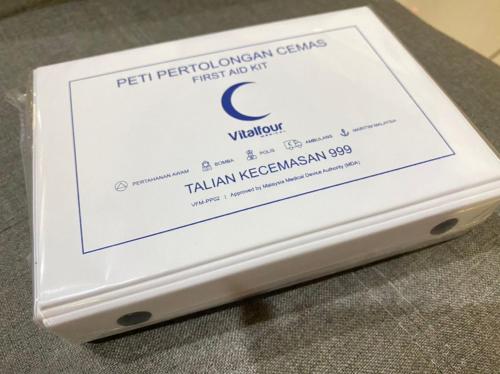 PETI PERTOLONGAN CEMAS
FIRST AID KIT
Vitalfour
MEDICAL
PERTAHANAN AWAM BOMBA POLIS AMBULANS MARITIM MALAYSIA
TALIAN KECEMASAN 999
VFM-PP02 | Approved by Malaysia Medical Device Authority (MDA)